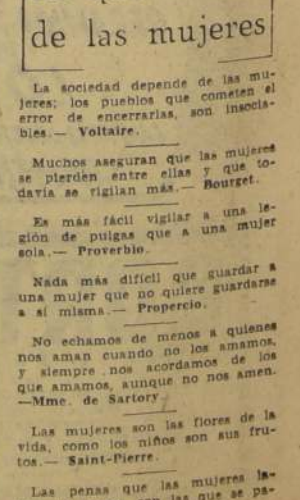 de las mujeres
La sociedad depende de las mu-
jeres; los pueblos que cometen el
error de encerrarlas, son insocia-
bles.— Voltaire.
Muchos aseguran que las mujeres
se pierden entre ellas y que to-
davía se vigilan más.— Bourget.
Es más fácil vigilar a una le-
gión de pulgas que a una mujer
sola.— Proverbio.
Nada más difícil que guardar a
una mujer que no quiere guardarse
a sí misma.— Propercio.
No echamos de menos a quienes
nos aman cuando no los amamos,
y siempre nos acordamos de los
que amamos, aunque no nos amen.
—Mme. de Sartory
Las mujeres son las flores de la
vida, como los niños son sus fru-
tos.— Saint-Pierre.
Las penas que las mujeres
que se pa-